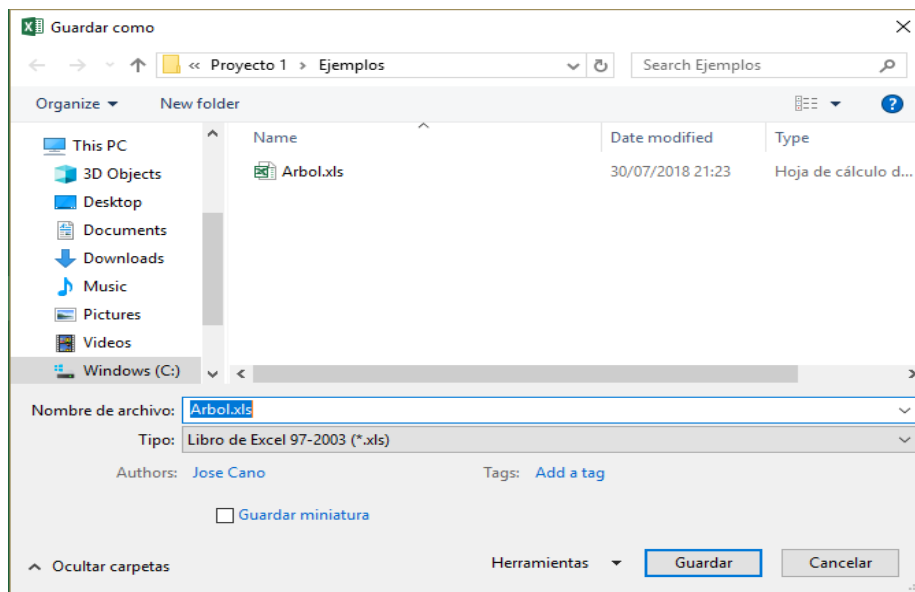 Guardar como
« Proyecto 1 > Ejemplos
Search Ejemplos
Organize
New folder
?
This PC
3D Objects
Desktop
Documents
Downloads
Music
Pictures
Videos
Windows (C:)
Name
Date modified
Type
Arbol.xls
30/07/2018 21:23
Hoja de cálculo d...
Nombre de archivo: Arbol.xls
Tipo: Libro de Excel 97-2003 (*.xls)
Authors: Jose Cano
Tags: Add a tag
Guardar miniatura
Ocultar carpetas
Herramientas
Guardar
Cancelar